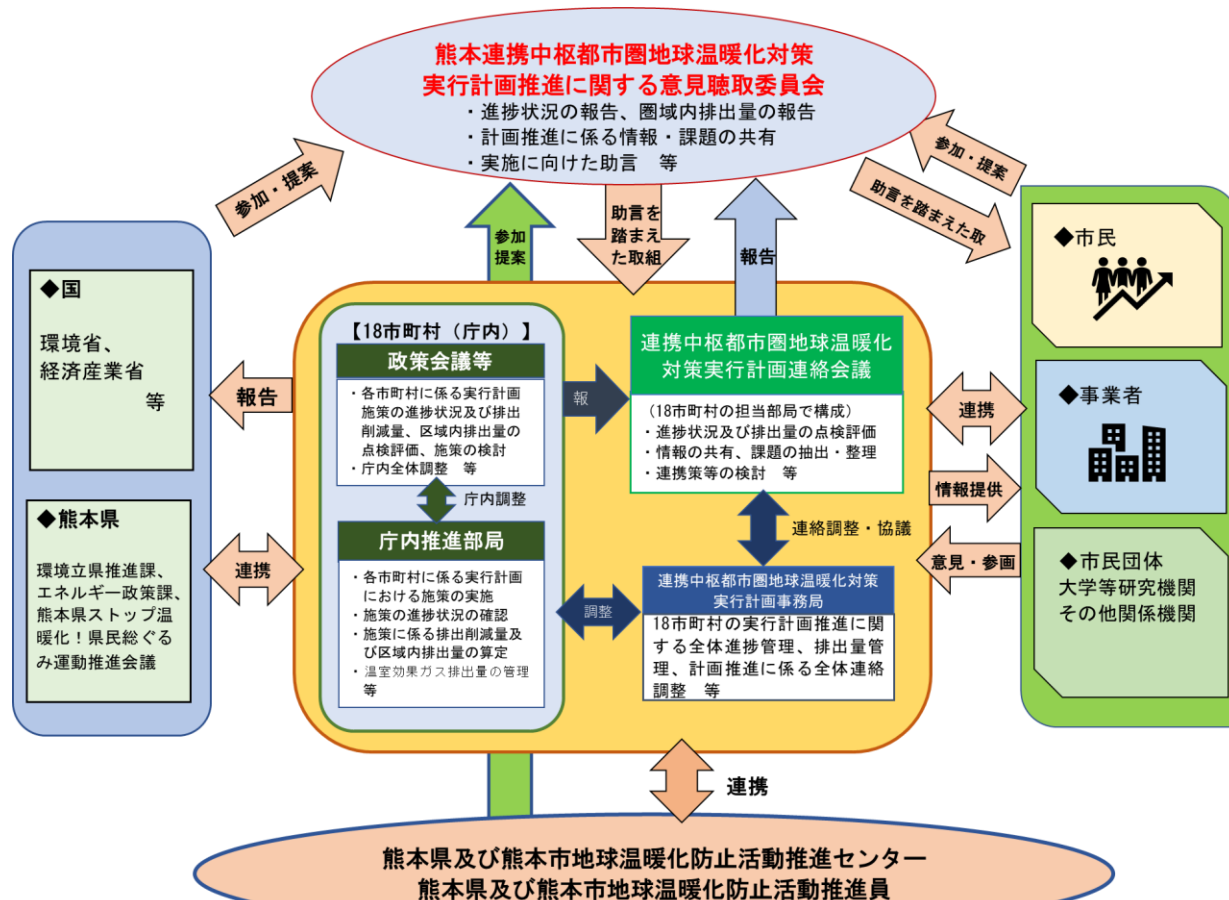 熊本連携中枢都市圏地球温暖化対策
実行計画推進に関する意見聴取委員会
・進捗状況の報告、圏域内排出量の報告
・計画推進に係る情報・課題の共有
・実施に向けた助言　等
参加・提案
参加
提案
助言を
踏まえ
た取組
報告
参加・提案
助言を踏まえた取
◆国
環境省、
経済産業省
等
◆熊本県
環境立県推進課、
エネルギー政策課、
熊本県ストップ温
暖化！県民総ぐる
み運動推進会議
報告
連携
【18市町村（庁内）】
政策会議等
・各市町村に係る実行計画
施策の進捗状況及び排出
削減量、区域内排出量の
点検評価、施策の検討
・庁内全体調整　等
庁内調整
庁内推進部局
・各市町村に係る実行計画
における施策の実施
・施策の進捗状況の確認
・施策に係る排出削減量及
び区域内排出量の算定
・温室効果ガス排出量の管理
等
報
調整
連携中枢都市圏地球温暖化
対策実行計画連絡会議
（18市町村の担当部局で構成）
・進捗状況及び排出量の点検評価
・情報の共有、課題の抽出・整理
・連携策等の検討　等
連絡調整・協議
連携中枢都市圏地球温暖化対策
実行計画事務局
18市町村の実行計画推進に関
する全体進捗管理、排出量管
理、計画推進に係る全体連絡
調整　等
連携
情報提供
意見・参画
◆市民
◆事業者
◆市民団体
大学等研究機関
その他関係機関
連携
熊本県及び熊本市地球温暖化防止活動推進センター
熊本県及び熊本市地球温暖化防止活動推進員